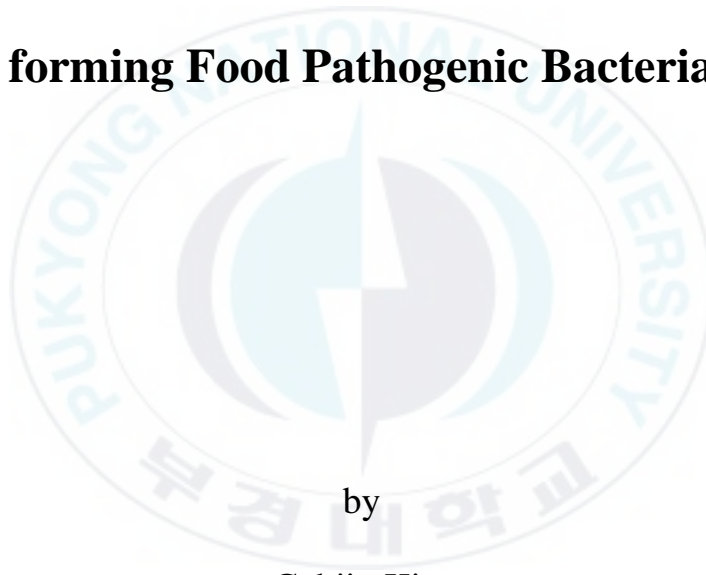 forming Food Pathogenic Bacteria
PUKYONG NATIONAL UNIVERSITY
부경대학교
by